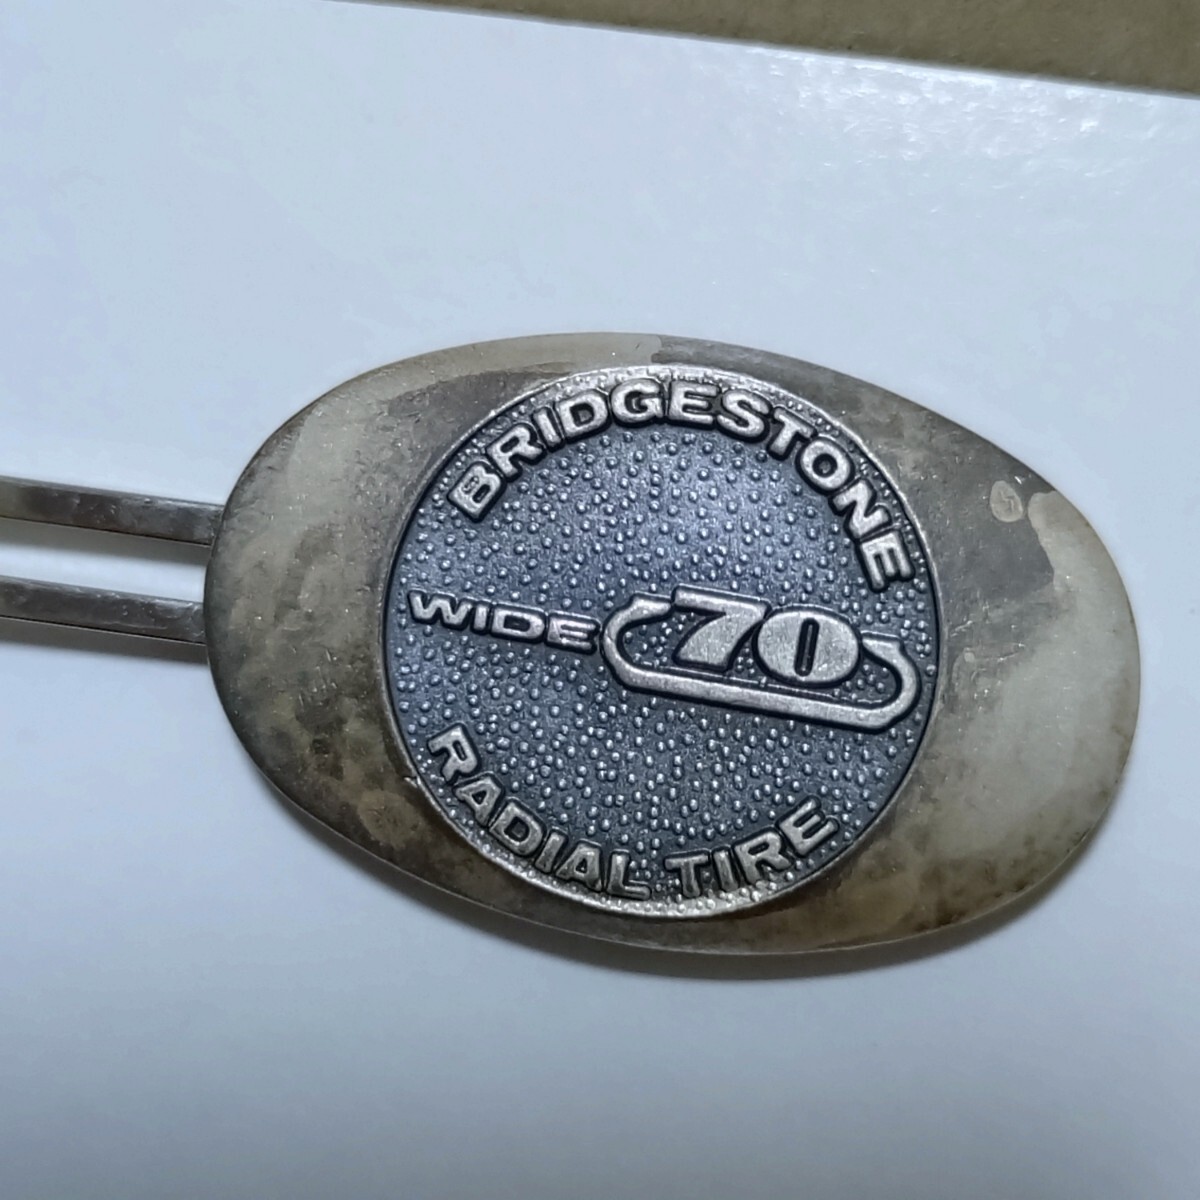 BRIDGESTONE
WIDE 70
RADIAL TIRE